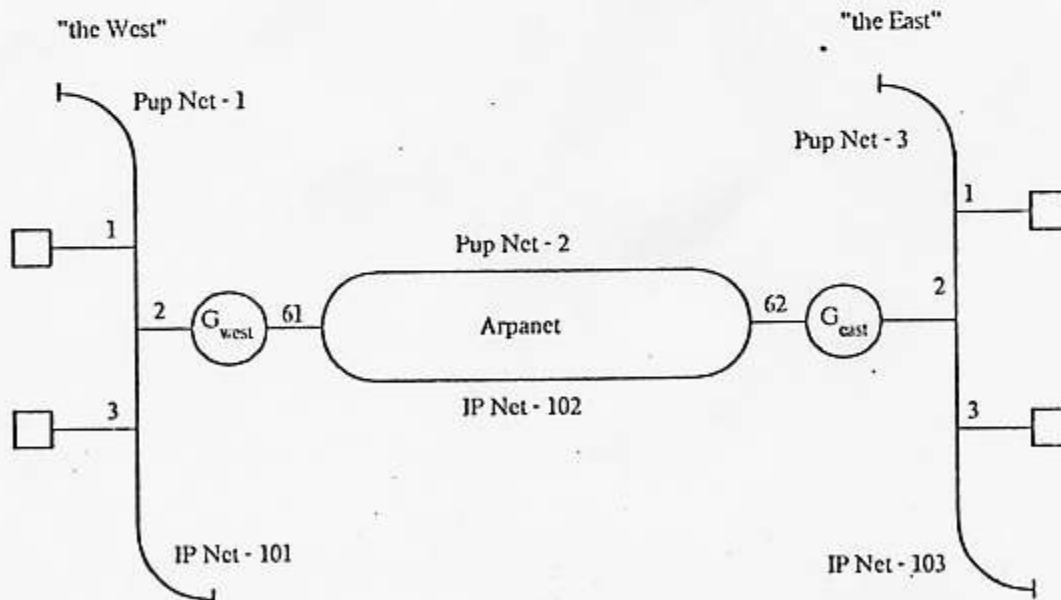 "the West"
"the East"
Pup Net - 1
Pup Net - 3
1
1
Pup Net - 2
2
G west
61
Arpanet
62
G east
2
3
IP Net - 102
3
IP Net - 101
IP Net - 103